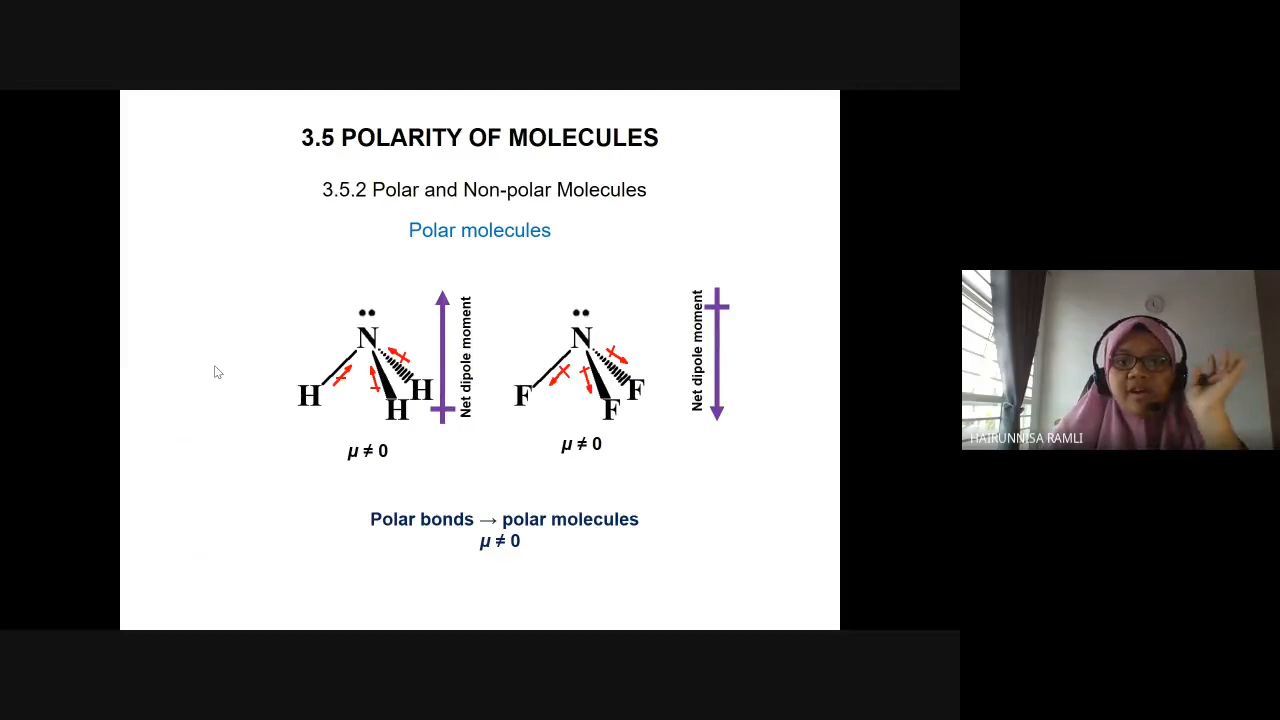 3.5 POLARITY OF MOLECULES
3.5.2 Polar and Non-polar Molecules
Polar molecules
N
H
H
H
Net dipole moment
μ ≠ 0
N
F
F
F
Net dipole moment
μ ≠ 0
Polar bonds → polar molecules
μ ≠ 0
HAIRUNNISA RAMLI